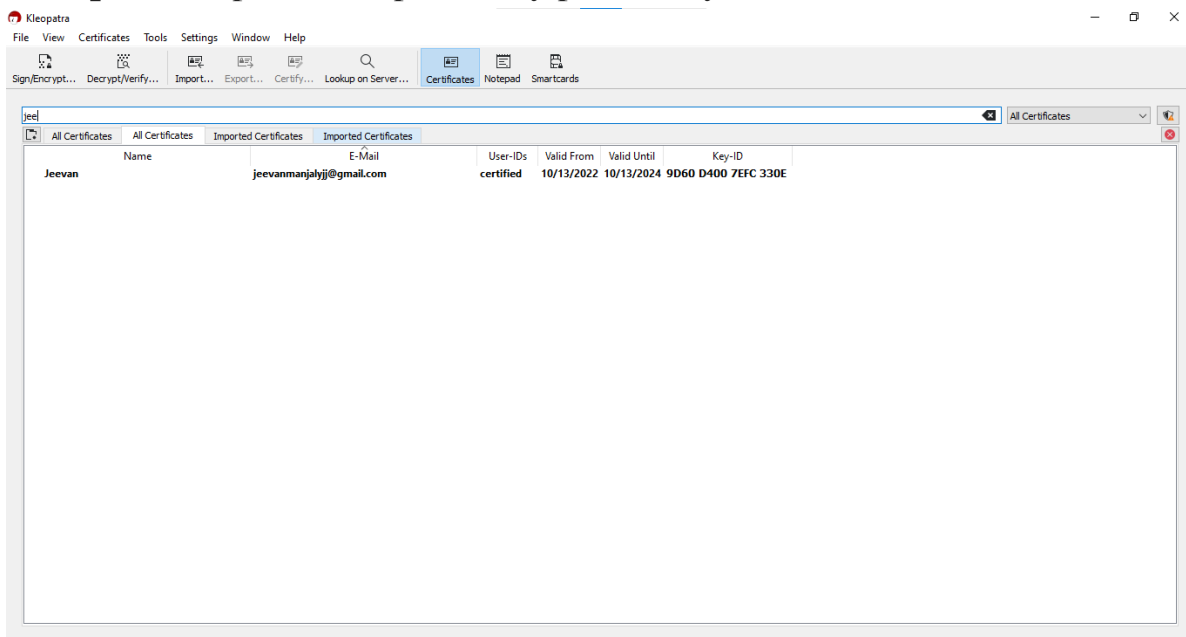 Kleopatra
File View Certificates Tools Settings Window Help
Sign/Encrypt... Decrypt/Verify... Import... Export... Certify... Lookup on Server... Certificates Notepad Smartcards
jee All Certificates
All Certificates All Certificates Imported Certificates Imported Certificates
Name E-Mail User-IDs Valid From Valid Until Key-ID
Jeevan jeevanmanjalyjj@gmail.com certified 10/13/2022 10/13/2024 9D60 D400 7EFC 330E